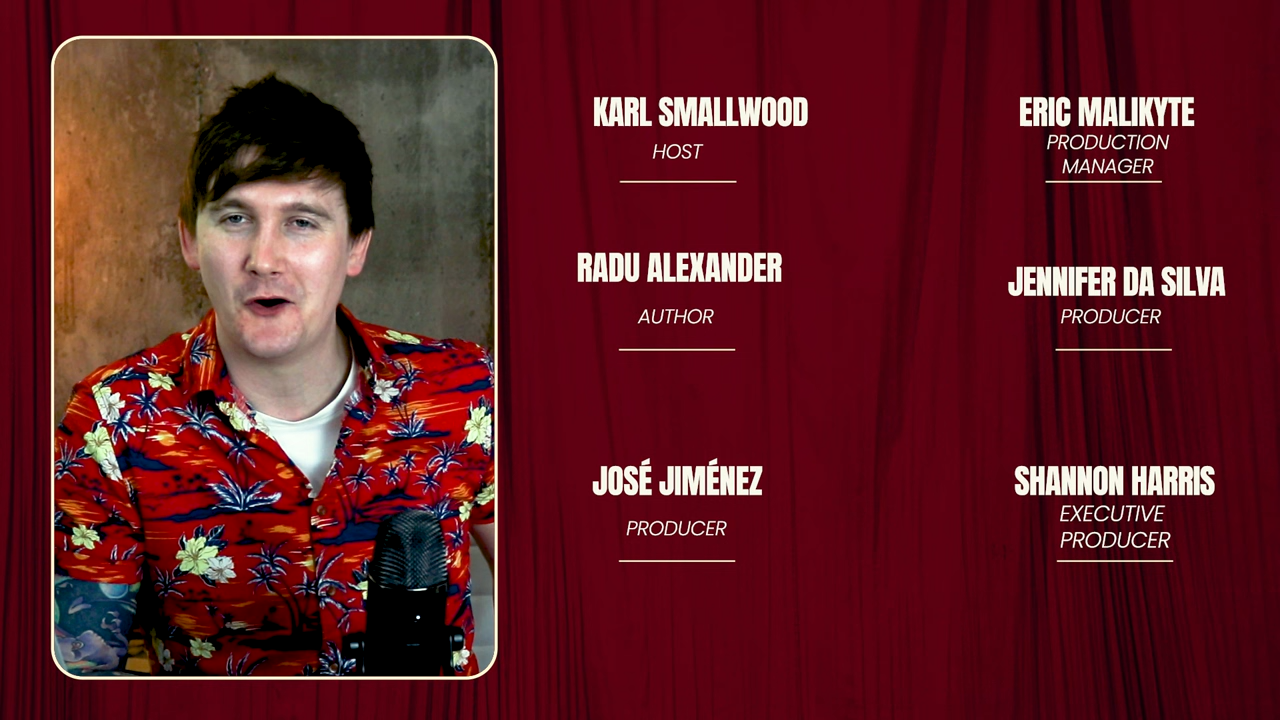 KARL SMALLWOOD
HOST
ERIC MALIKYTE
PRODUCTION
MANAGER
RADU ALEXANDER
AUTHOR
JENNIFER DA SILVA
PRODUCER
JOSÉ JIMÉNEZ
PRODUCER
SHANNON HARRIS
EXECUTIVE
PRODUCER